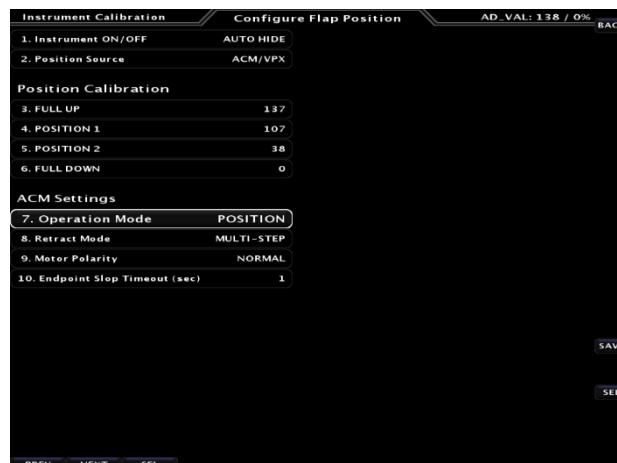 Instrument Calibration
Configure Flap Position
AD_VAL: 138 / 0%
1. Instrument ON/OFF AUTO HIDE
2. Position Source ACM/VPX
Position Calibration
3. FULL UP 137
4. POSITION 1 107
5. POSITION 2 38
6. FULL DOWN 0
ACM Settings
7. Operation Mode POSITION
8. Retract Mode MULTI-STEP
9. Motor Polarity NORMAL
10. Endpoint Slop Timeout (sec) 1